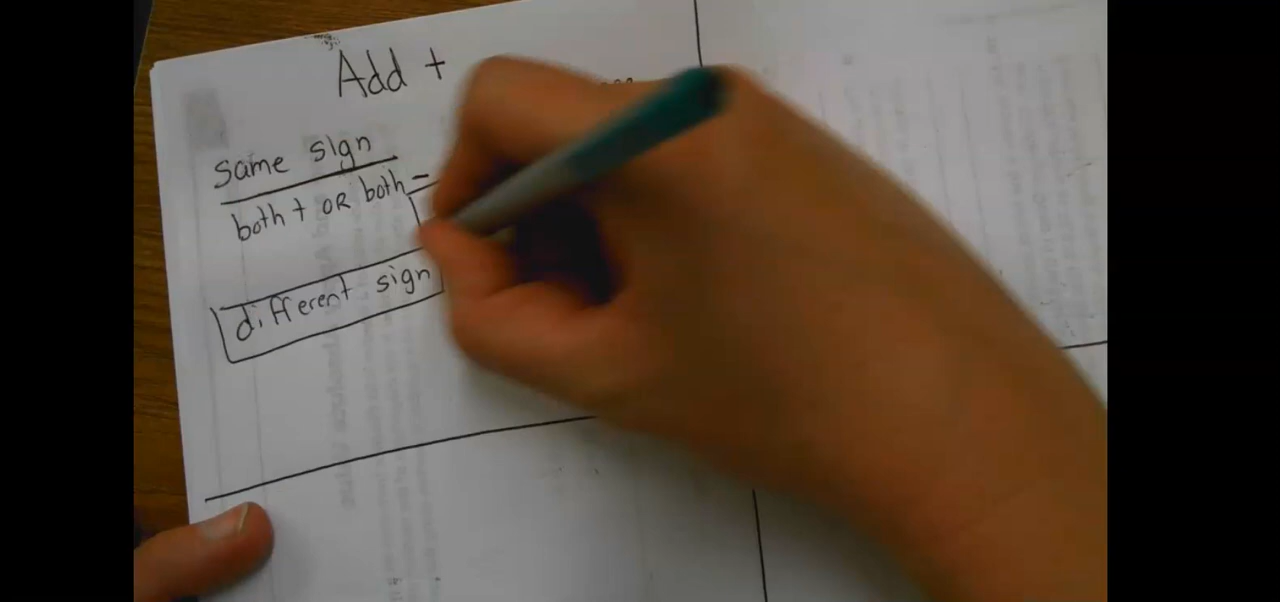 Add +
same sign
both + OR both -
different sign